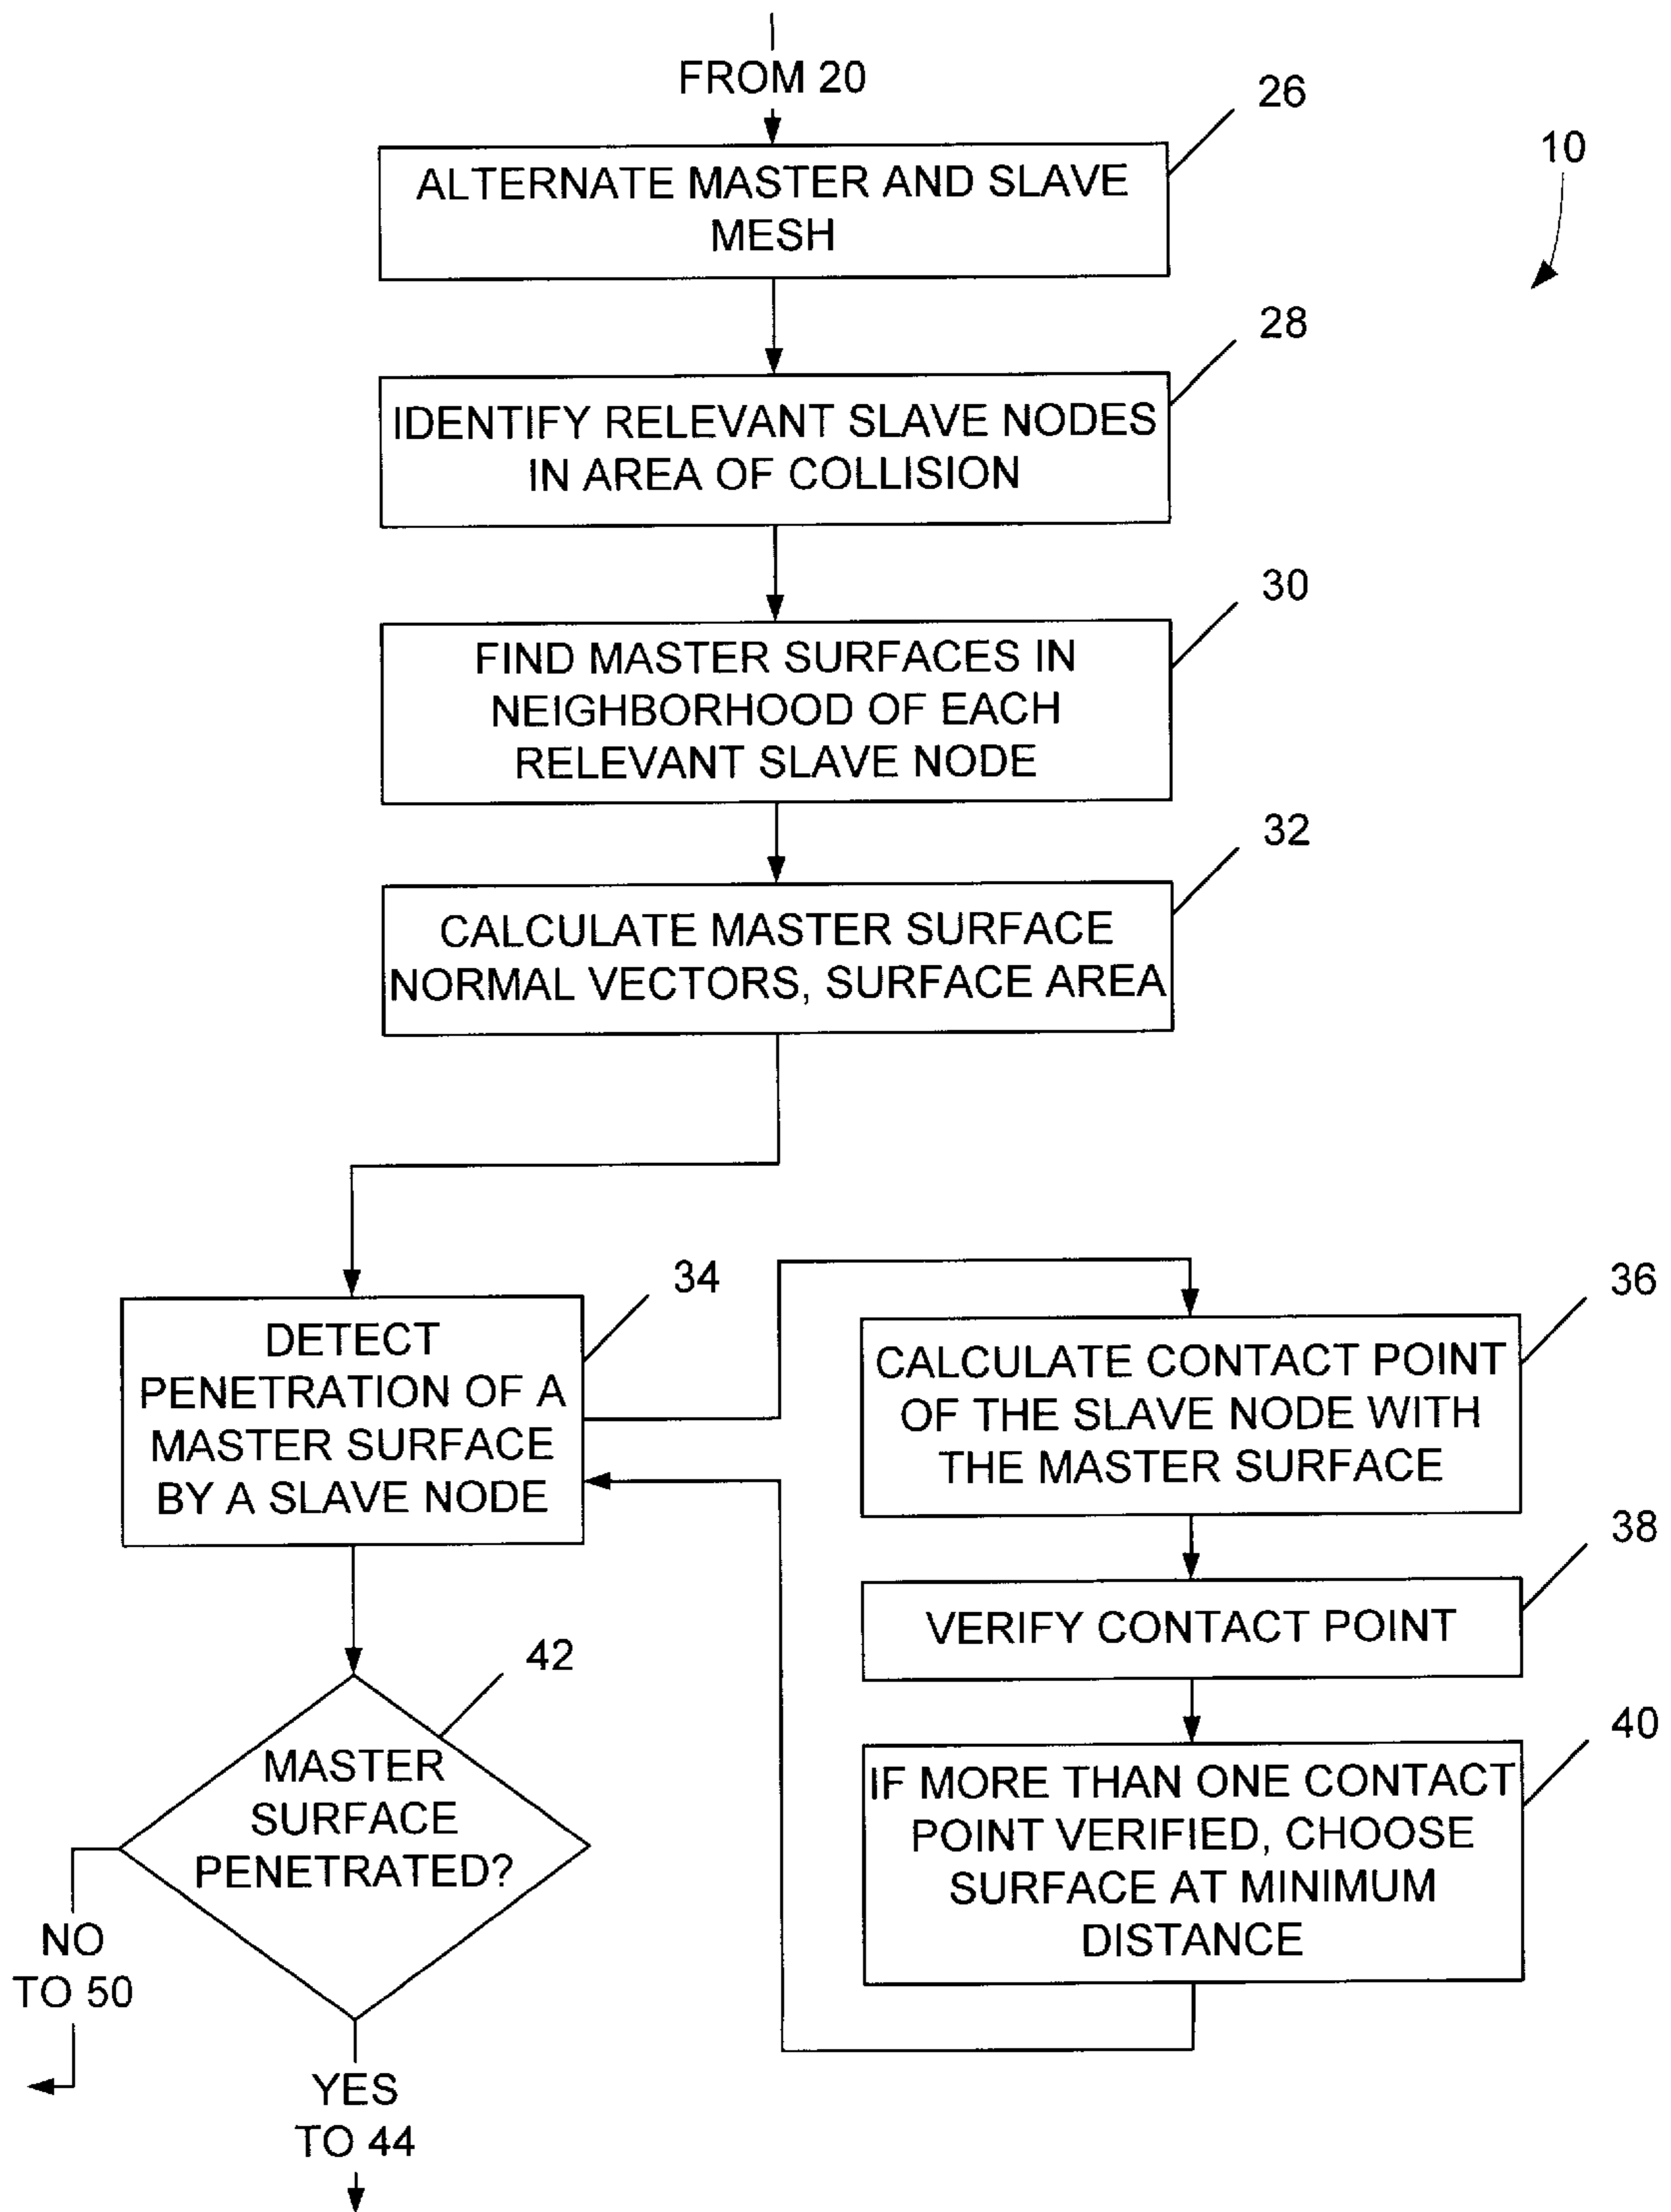 FROM 20
26
10
ALTERNATE MASTER AND SLAVE
MESH
28
IDENTIFY RELEVANT SLAVE NODES
IN AREA OF COLLISION
30
FIND MASTER SURFACES IN
NEIGHBORHOOD OF EACH
RELEVANT SLAVE NODE
32
CALCULATE MASTER SURFACE
NORMAL VECTORS, SURFACE AREA
34
DETECT
PENETRATION OF A
MASTER SURFACE
BY A SLAVE NODE
36
CALCULATE CONTACT POINT
OF THE SLAVE NODE WITH
THE MASTER SURFACE
38
VERIFY CONTACT POINT
40
IF MORE THAN ONE CONTACT
POINT VERIFIED, CHOOSE
SURFACE AT MINIMUM
DISTANCE
42
MASTER
SURFACE
PENETRATED?
NO
TO 50
YES
TO 44